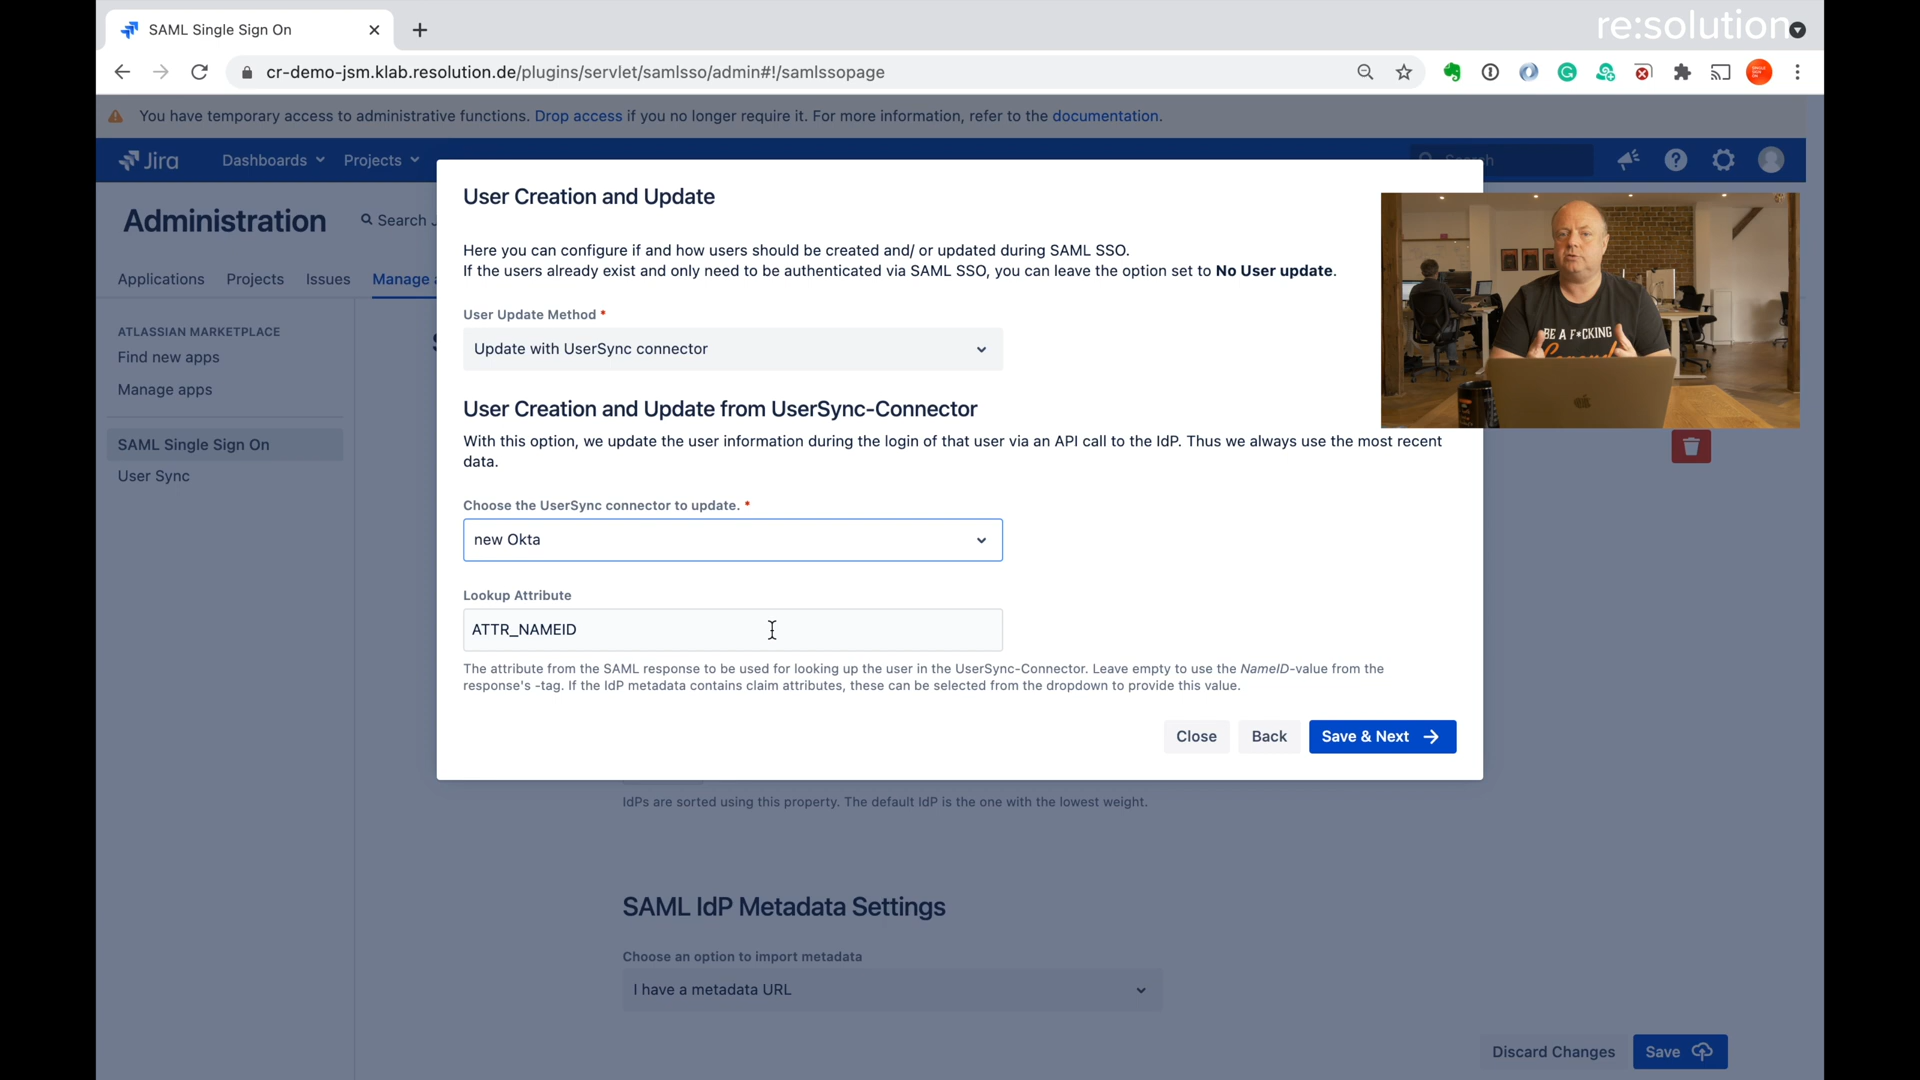 SAML Single Sign On
re:solution
cr-demo-jsm.klab.resolution.de/plugins/servlet/samlsso/admin#!/samlssopage
You have temporary access to administrative functions. Drop access if you no longer require it. For more information, refer to the documentation.
Jira
Dashboards
Projects
Search
Administration
Search
Applications
Projects
Issues
Manage
ATLASSIAN MARKETPLACE
Find new apps
Manage apps
SAML Single Sign On
User Sync
User Creation and Update
Here you can configure if and how users should be created and/ or updated during SAML SSO.
If the users already exist and only need to be authenticated via SAML SSO, you can leave the option set to No User update.
User Update Method *
Update with UserSync connector
User Creation and Update from UserSync-Connector
With this option, we update the user information during the login of that user via an API call to the IdP. Thus we always use the most recent
data.
Choose the UserSync connector to update. *
new Okta
Lookup Attribute
ATTR_NAMEID
The attribute from the SAML response to be used for looking up the user in the UserSync-Connector. Leave empty to use the NameID-value from the
response's -tag. If the IdP metadata contains claim attributes, these can be selected from the dropdown to provide this value.
Close
Back
Save & Next
BE A F*CKING
IdPs are sorted using this property. The default IdP is the one with the lowest weight.
SAML IdP Metadata Settings
Choose an option to import metadata
I have a metadata URL
Discard Changes
Save